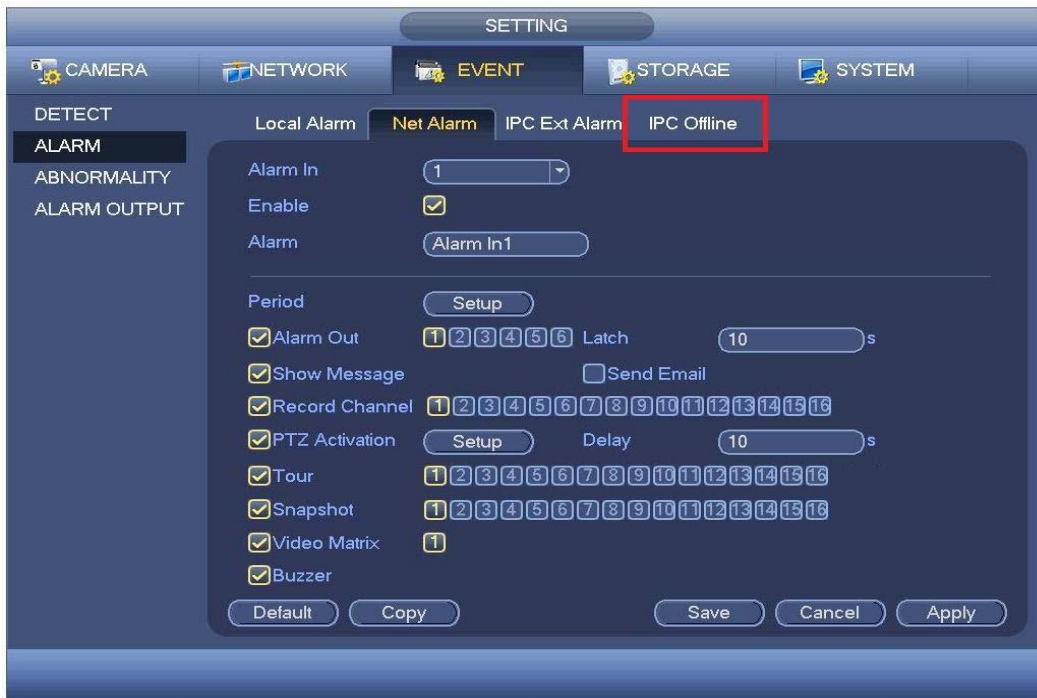 SETTING
CAMERA NETWORK EVENT STORAGE SYSTEM
DETECT
ALARM
ABNORMALITY
ALARM OUTPUT
Local Alarm Net Alarm IPC Ext Alarm IPC Offline
Alarm In 1
Enable
Alarm Alarm In1
Period Setup
Alarm Out 1 2 3 4 5 6 Latch 10 s
Show Message Send Email
Record Channel 1 2 3 4 5 6 7 8 9 10 11 12 13 14 15 16
PTZ Activation Setup Delay 10 s
Tour 1 2 3 4 5 6 7 8 9 10 11 12 13 14 15 16
Snapshot 1 2 3 4 5 6 7 8 9 10 11 12 13 14 15 16
Video Matrix 1
Buzzer
Default Copy Save Cancel Apply